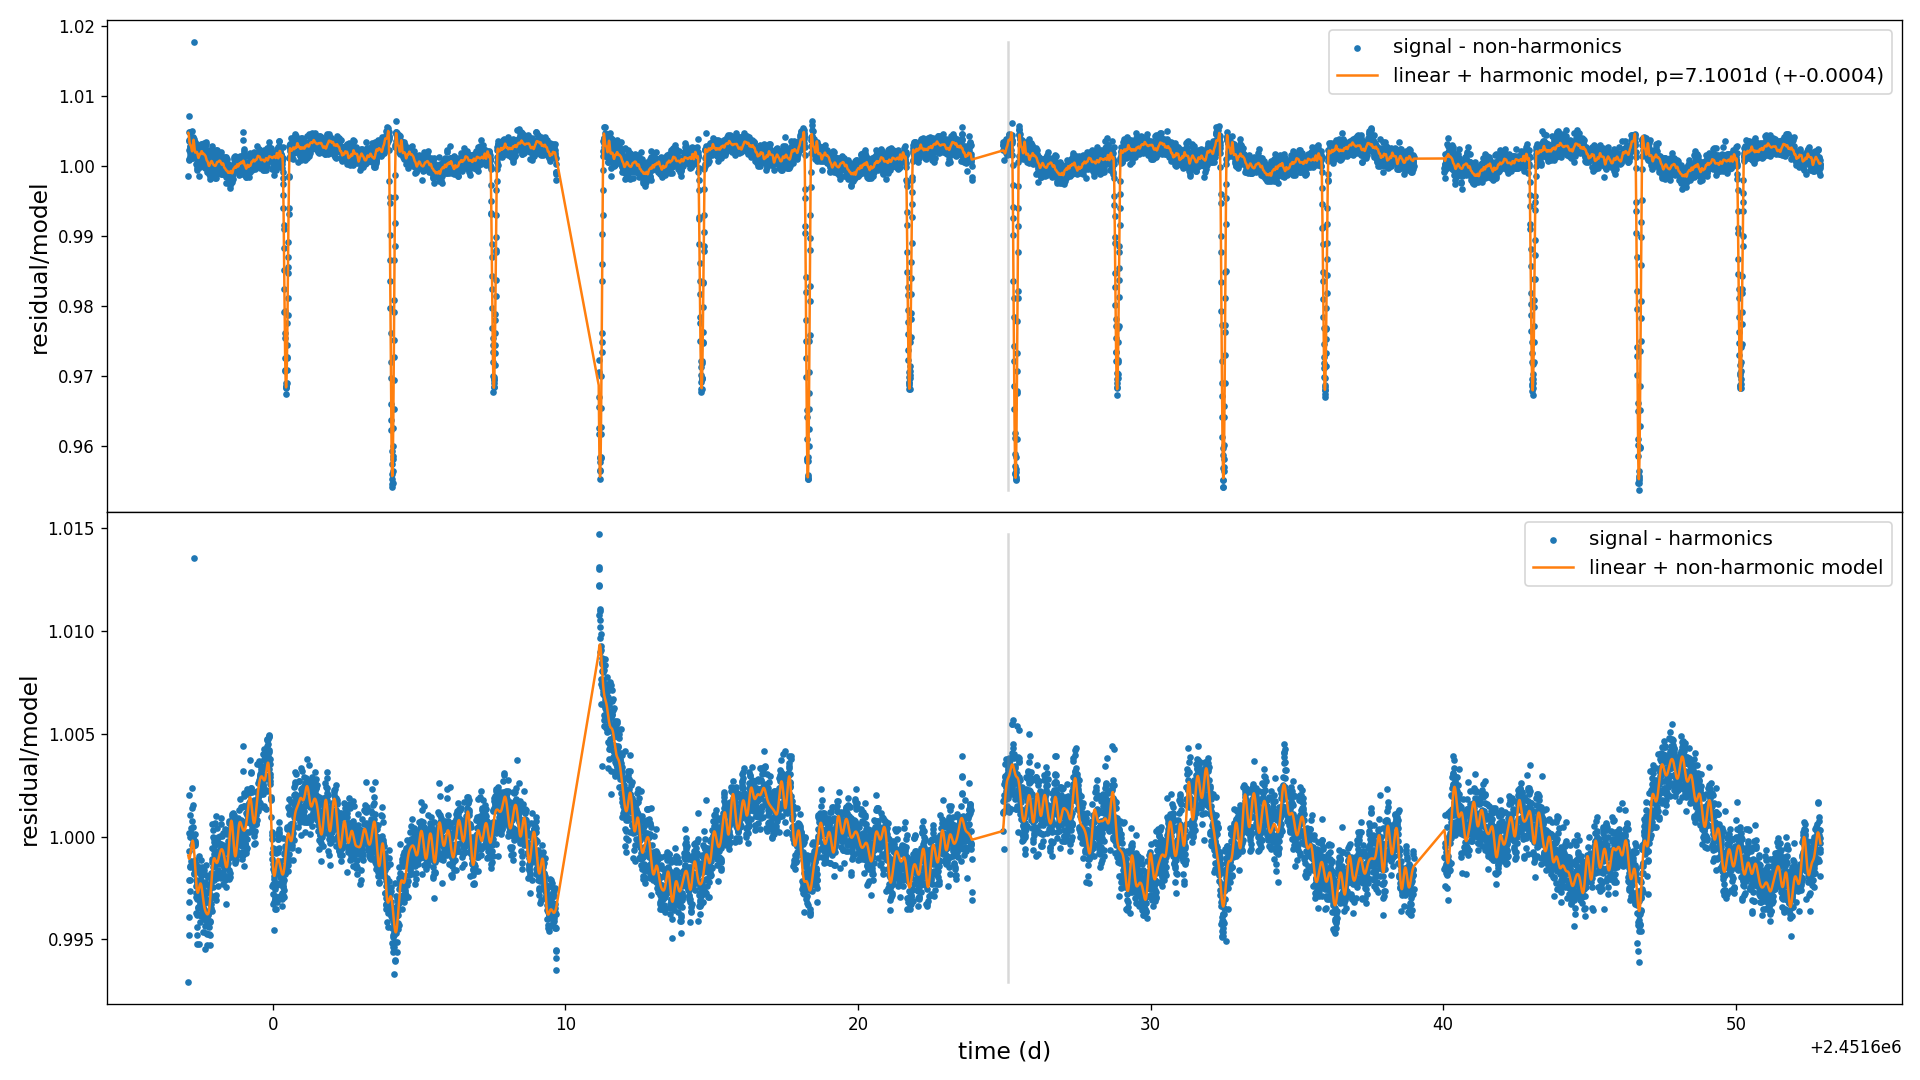 1.02
1.01
1.00
0.99
0.98
0.97
0.96
residual/model
signal - non-harmonics
linear + harmonic model, p=7.1001d (+-0.0004)
1.015
1.010
1.005
1.000
0.995
residual/model
signal - harmonics
linear + non-harmonic model
0 10 20 30 40 50
time (d)
+2.4516e6